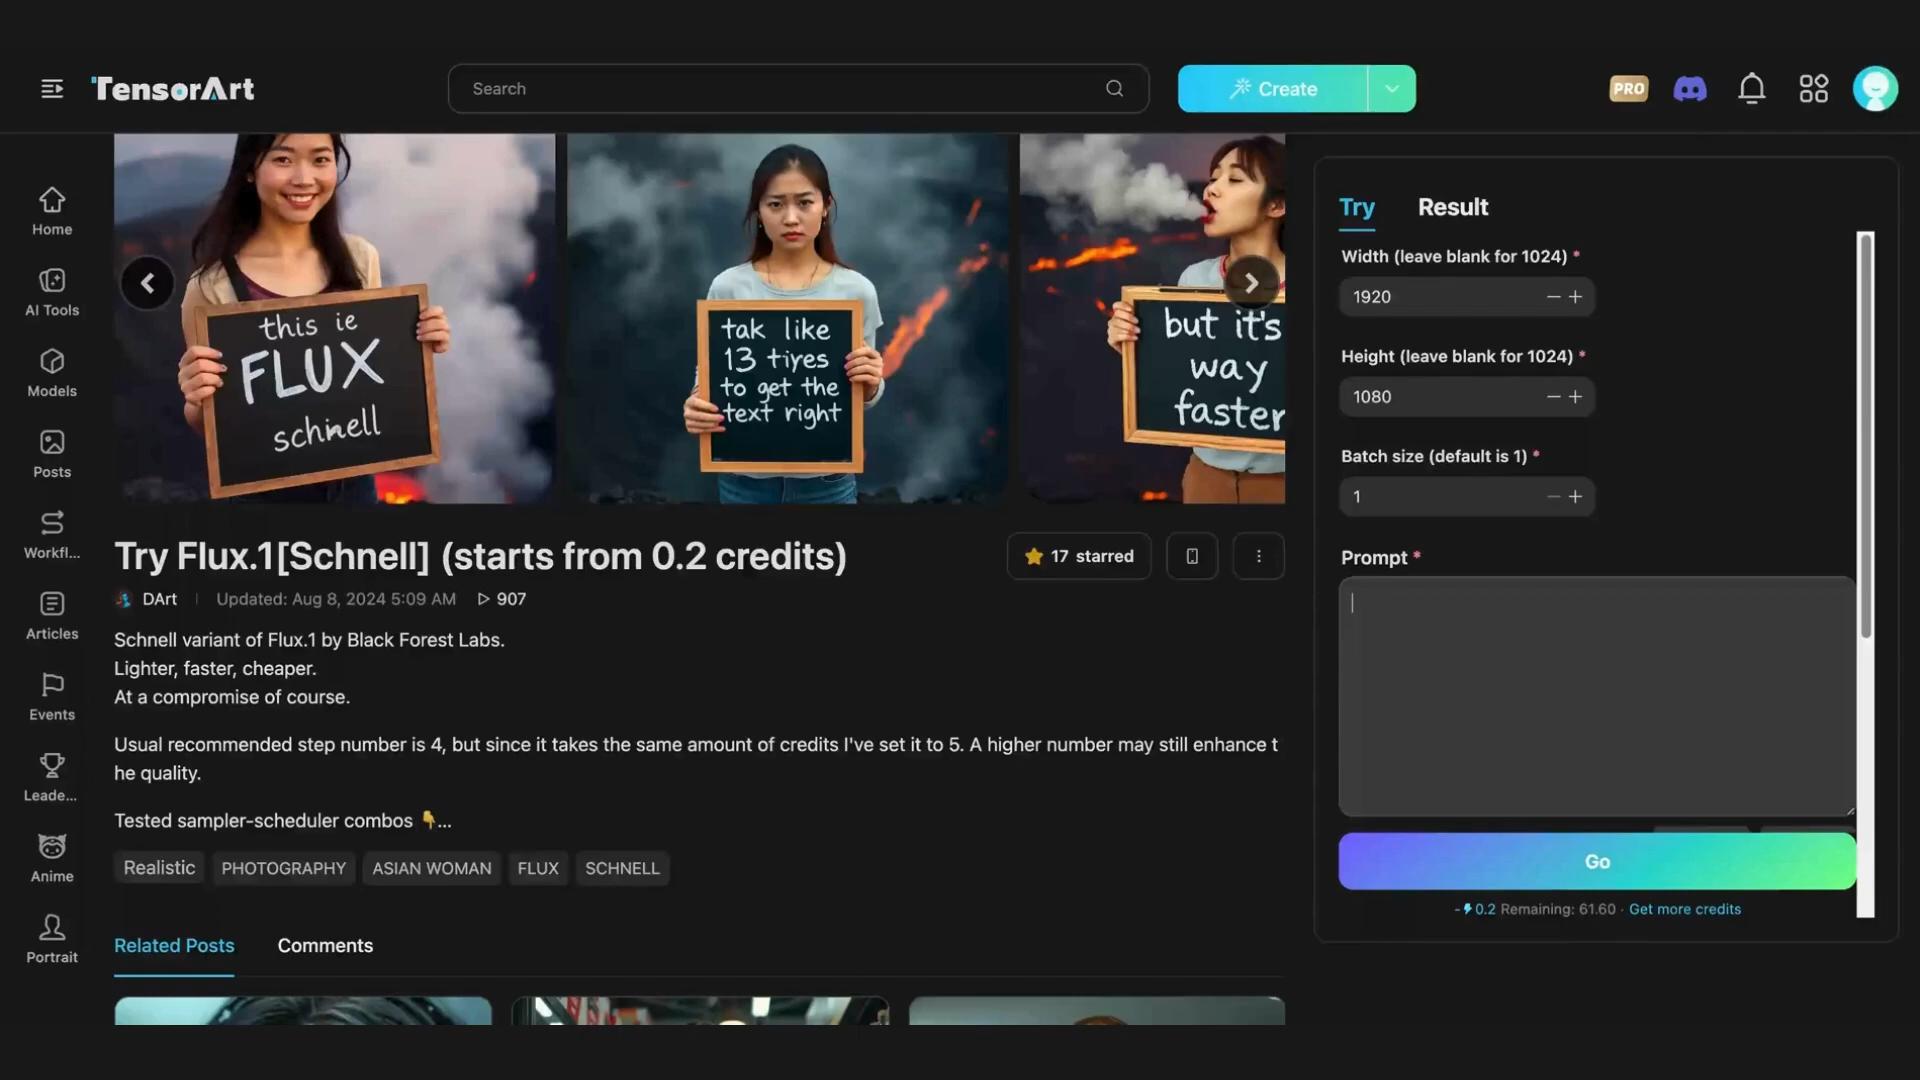 TensorArt
Search
Create
PRO
Home
AI Tools
Models
Posts
Workfl...
Articles
Events
Leade...
Anime
Portrait
this ie
FLUX
schnell
tak like
13 tires
to get the
text right
but it's
way
faster
Try Flux.1[Schnell] (starts from 0.2 credits)
17 starred
DArt
Updated: Aug 8, 2024 5:09 AM
907
Schnell variant of Flux.1 by Black Forest Labs.
Lighter, faster, cheaper.
At a compromise of course.
Usual recommended step number is 4, but since it takes the same amount of credits I've set it to 5. A higher number may still enhance t
he quality.
Tested sampler-scheduler combos 👇...
Realistic
PHOTOGRAPHY
ASIAN WOMAN
FLUX
SCHNELL
Related Posts
Comments
Try
Result
Width (leave blank for 1024) *
1920
Height (leave blank for 1024) *
1080
Batch size (default is 1) *
1
Prompt *
Go
-⚡0.2 Remaining: 61.60 · Get more credits